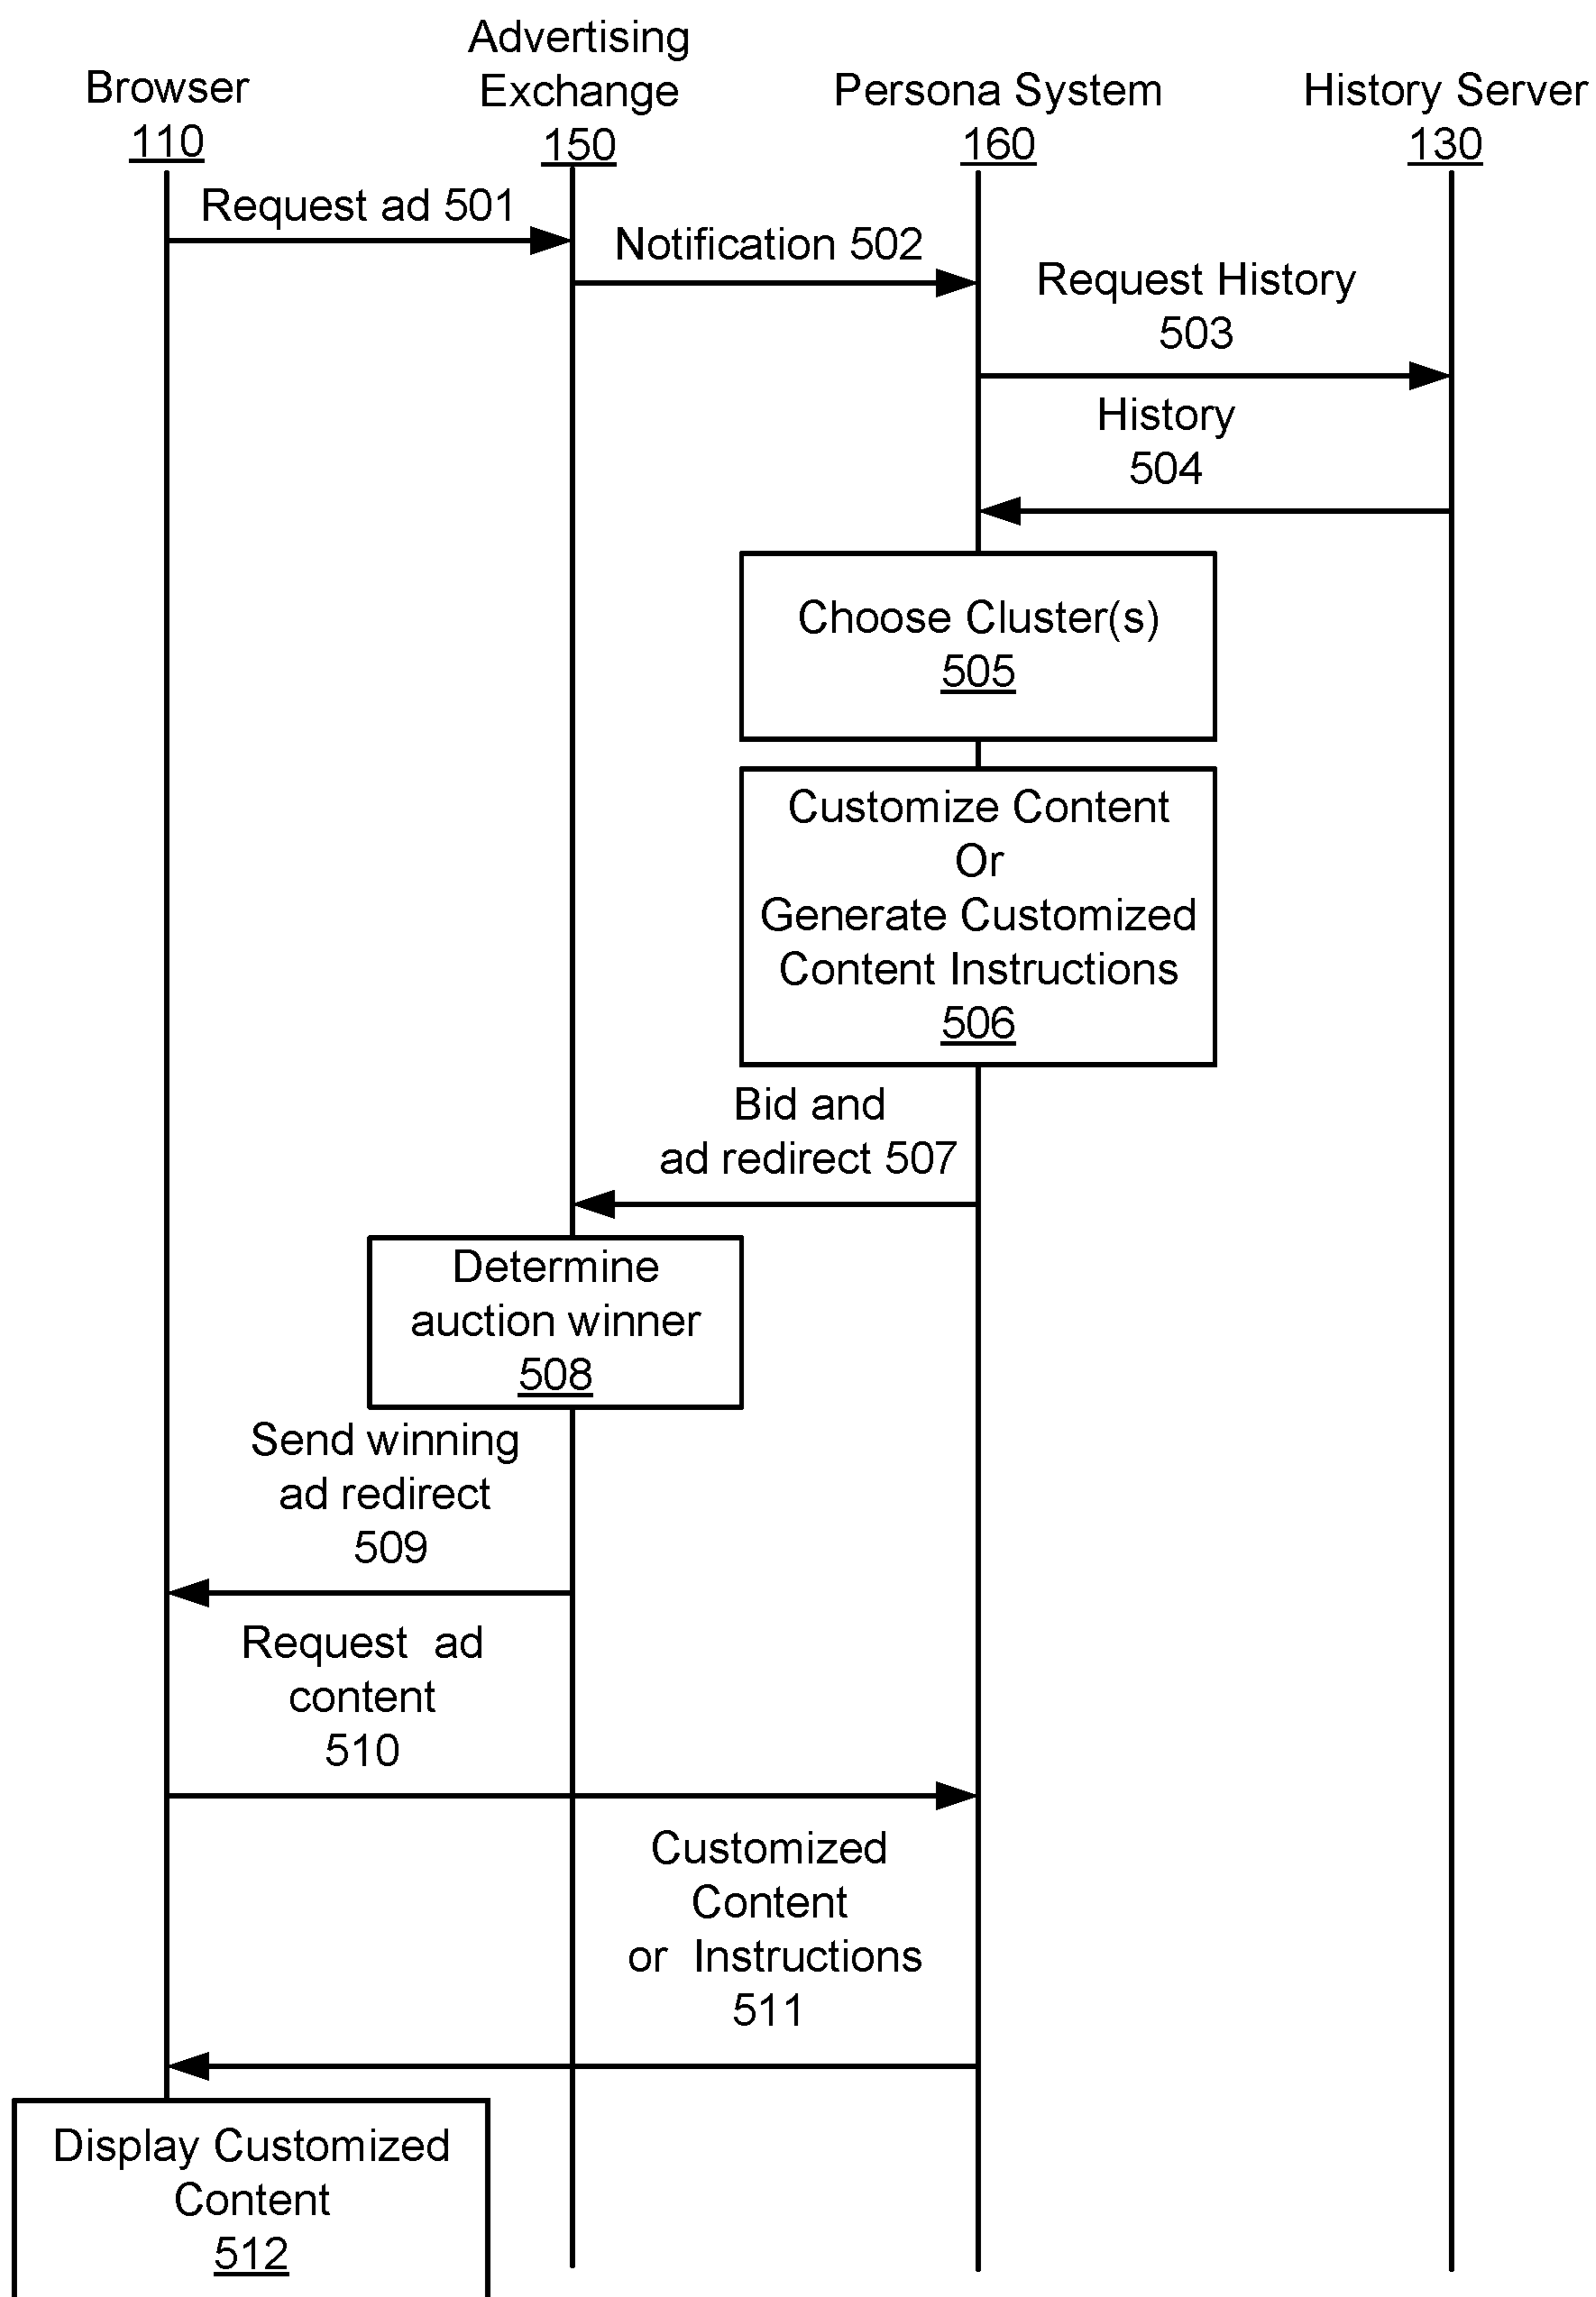 Browser
110
Advertising
Exchange
150
Persona System
160
History Server
130
Request ad 501
Notification 502
Request History
503
History
504
Choose Cluster(s)
505
Customize Content
Or
Generate Customized
Content Instructions
506
Bid and
ad redirect 507
Determine
auction winner
508
Send winning
ad redirect
509
Request ad
content
510
Customized
Content
or Instructions
511
Display Customized
Content
512